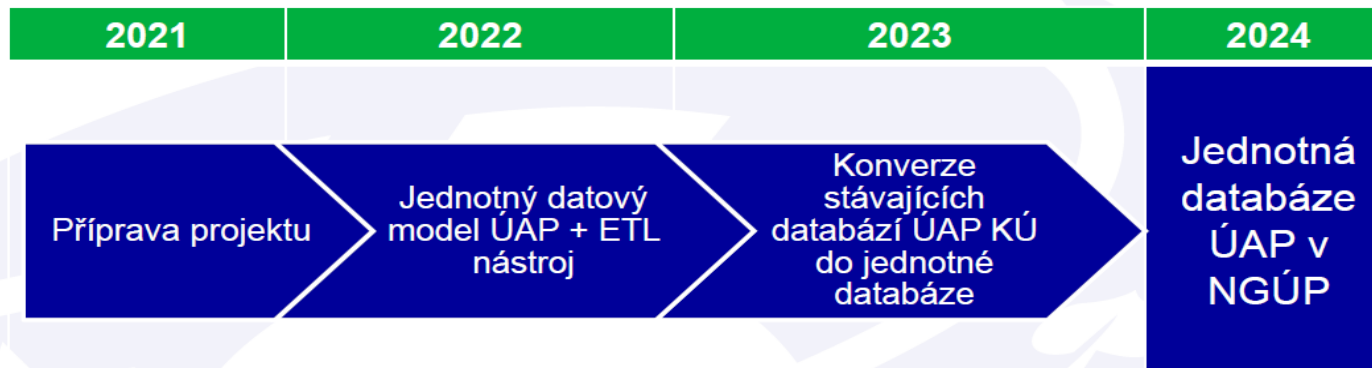 2021
2022
2023
2024
Příprava projektu
Jednotný datový
model ÚAP + ETL
nástroj
Konverze
stávajících
databází ÚAP KÚ
do jednotné
databáze
Jednotná
databáze
ÚAP v
NGÚP